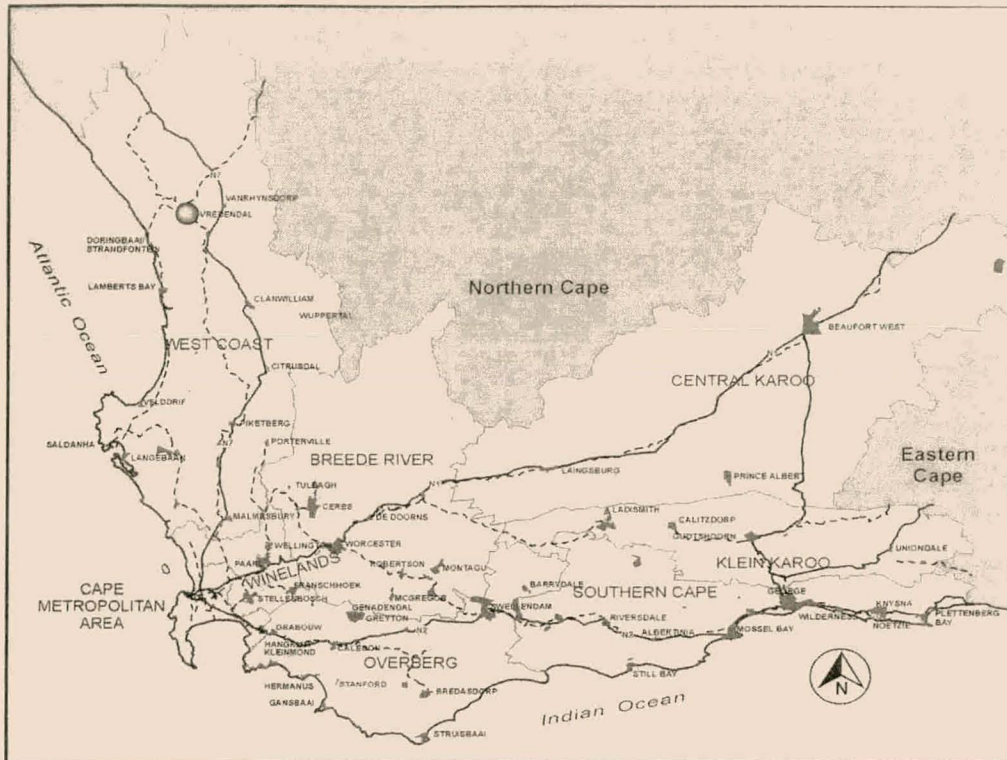 N7
VANRHYNSDORP
VREDENDAL
DORINGBAAI/
STRANDFONTEIN
Atlantic Ocean
LAMBERTS BAY
CLANWILLIAM
WUPPERTAL
Northern Cape
WEST COAST
BEAUFORT WEST
CITRUSDAL
CENTRAL KAROO
VELDDRIF
PIKETBERG
N7
SALDANHA
LANGEBAAN
PORTERVILLE
BREEDE RIVER
Eastern
Cape
LAINGSBURG
PRINCE ALBERT
N1
TULBAGH
CERES
MALMESBURY
DE DOORNS
LADISMITH
CALITZDORP
OUDTSHOORN
WELLINGTON
WORCESTER
PAARL
WINELANDS
ROBERTSON
MONTAGU
KLEIN KAROO
UNIONDALE
CAPE
METROPOLITAN
AREA
FRANSCHHOEK
STELLENBOSCH
MCGREGOR
BARRYDALE
SOUTHERN CAPE
GEORGE
GENADENDAL
GREYTON
SWELLENDAM
RIVERSDALE
N2
ALBERTINIA
MOSSEL BAY
WILDERNESS
KNYSNA
NOETZIE
PLETTENBERG
BAY
GRABOUW
N2
HANGKLIP
KLEINMOND
CALEDON
OVERBERG
STILL BAY
HERMANUS
STANFORD
BREDASDORP
GANSBAAI
Indian Ocean
STRUISBAAI
N